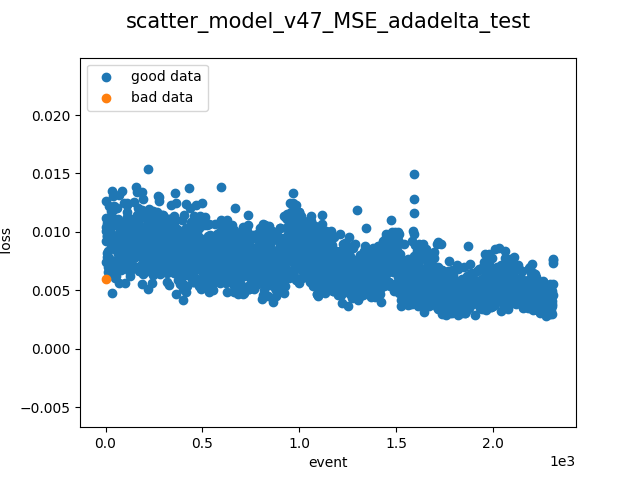 scatter_model_v47_MSE_adadelta_test
good data
bad data
0.020
0.015
0.010
0.005
0.000
−0.005
loss
0.0
0.5
1.0
1.5
2.0
event
1e3